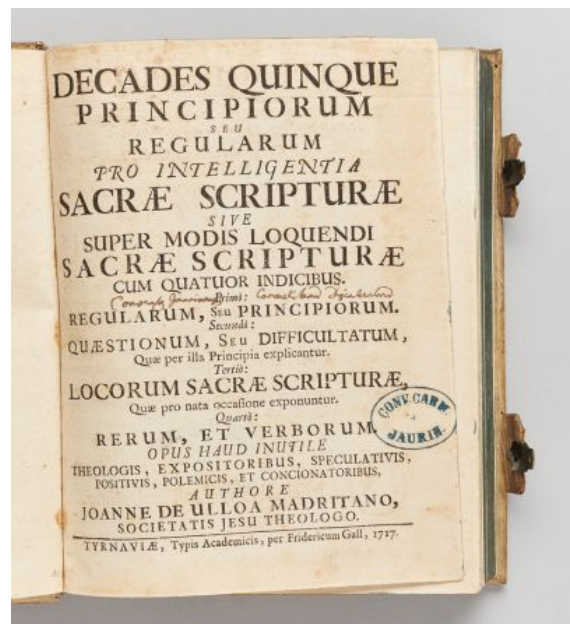 DECADES QUINQUE
PRINCIPIORUM
SEU
REGULARUM
PRO INTELLIGENTIA
SACRÆ SCRIPTURÆ
SIVE
SUPER MODIS LOQUENDI
SACRÆ SCRIPTURÆ
CUM QUATUOR INDICIBUS.
Primò:
REGULARUM, SEU PRINCIPIORUM.
Secundò:
QUÆSTIONUM, SEU DIFFICULTATUM,
Quæ per illa Principia explicantur.
Tertiò:
LOCORUM SACRÆ SCRIPTURÆ,
Quæ pro nata occaſione exponuntur.
Quartò:
RERUM, ET VERBORUM.
OPUS HAUD INUTILE
THEOLOGIS, EXPOSITORIBUS, SPECULATIVIS,
POSITIVIS, POLEMICIS, ET CONCIONATORIBUS,
AUTHORE
JOANNE DE ULLOA MADRITANO,
SOCIETATIS JESU THEOLOGO.
TYRNAVIÆ, Typis Academicis, per Fridericum Gall, 1717.
CONV. CARM.
JAURIN.